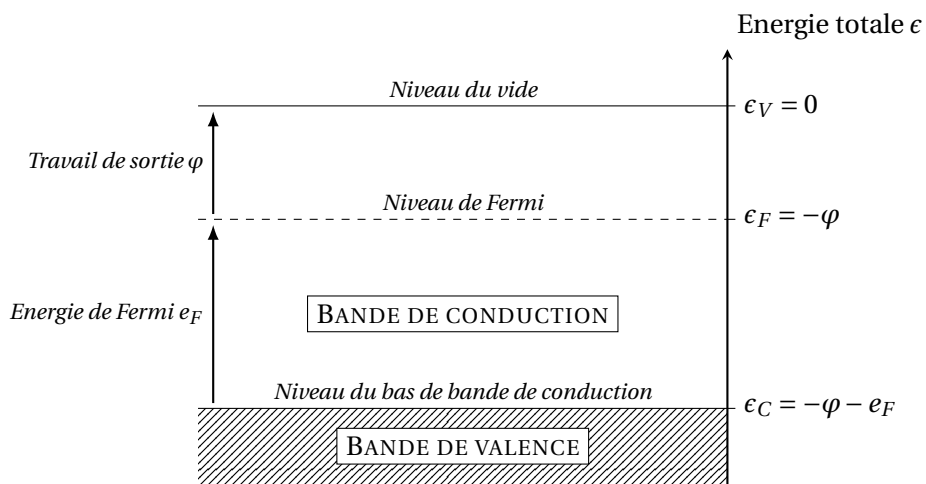 Energie totale ϵ
Niveau du vide
ϵ_V = 0
Travail de sortie φ
Niveau de Fermi
ϵ_F = −φ
Energie de Fermi e_F
BANDE DE CONDUCTION
Niveau du bas de bande de conduction
ϵ_C = −φ − e_F
BANDE DE VALENCE